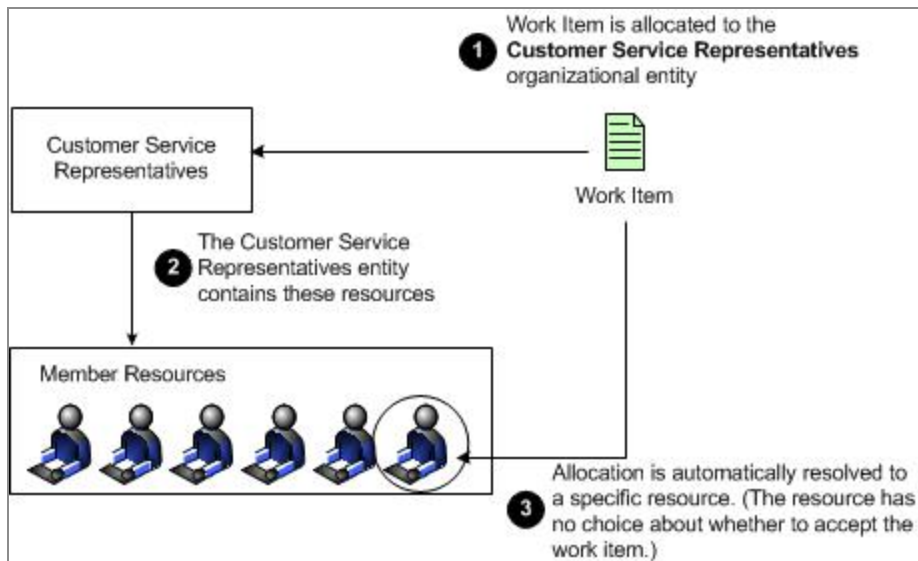 1
Work Item is allocated to the
Customer Service Representatives
organizational entity
Customer Service
Representatives
Work Item
2
The Customer Service
Representatives entity
contains these resources
Member Resources
3
Allocation is automatically resolved to
a specific resource. (The resource has
no choice about whether to accept the
work item.)